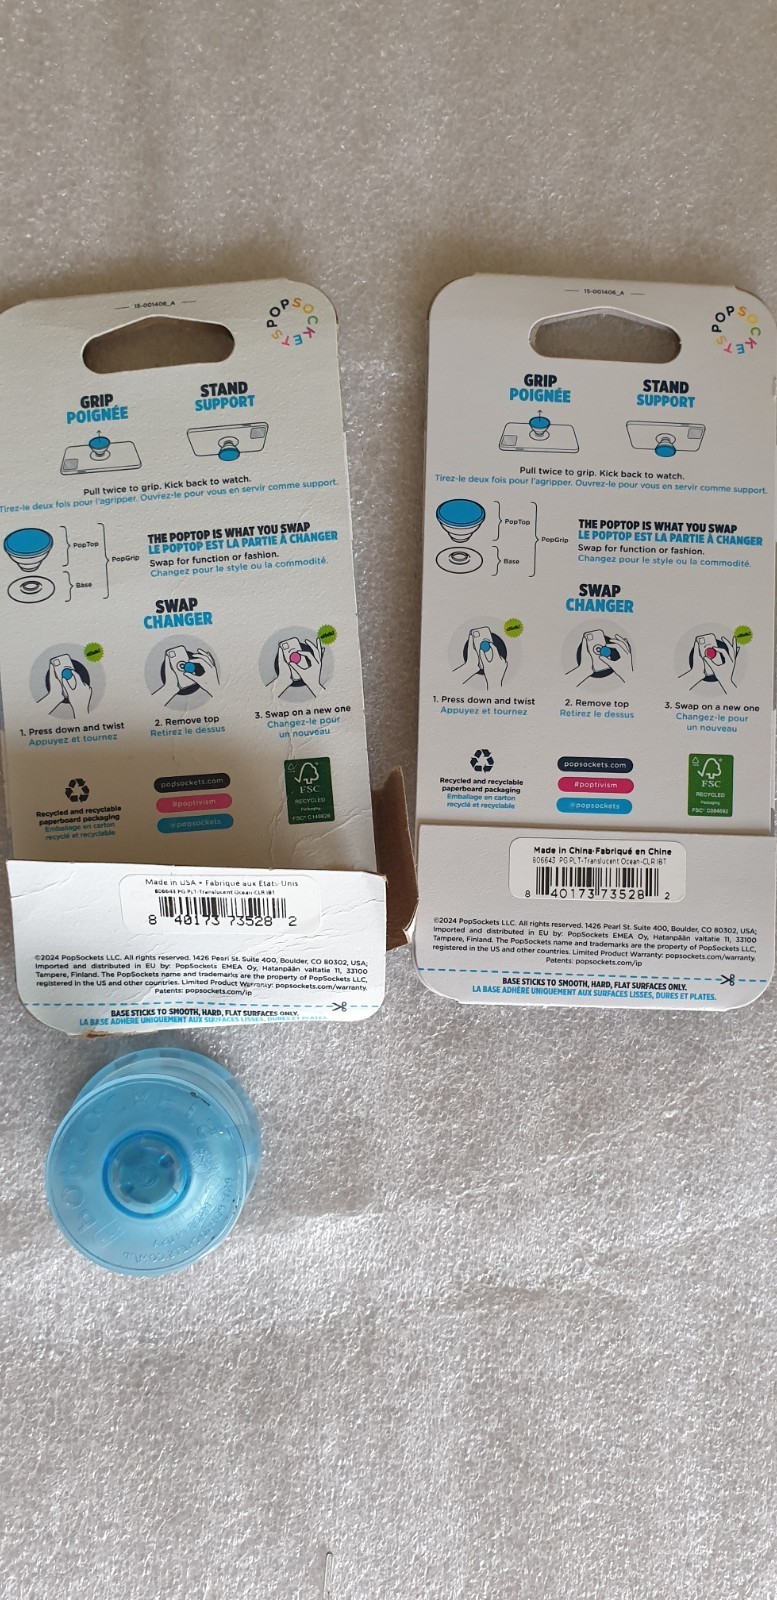 15-001406_A
POPSOCKETS
GRIP
POIGNÉE
STAND
SUPPORT
Pull twice to grip. Kick back to watch.
Tirez-le deux fois pour l'agripper. Ouvrez-le pour vous en servir comme support.
PopTop
Base
PopGrip
THE POPTOP IS WHAT YOU SWAP
LE POPTOP EST LA PARTIE À CHANGER
Swap for function or fashion.
Changez pour le style ou la commodité.
SWAP
CHANGER
1. Press down and twist
Appuyez et tournez
2. Remove top
Retirez le dessus
3. Swap on a new one
Changez-le pour
un nouveau
Recycled and recyclable
paperboard packaging
Emballage en carton
recyclé et recyclable
popsockets.com
#poptivism
@popsockets
FSC
RECYCLED
Packaging
Made in USA • Fabriqué aux États-Unis
806643 PG PLT-Translucent Ocean-CLR IBT
8 40173 73528 2
©2024 PopSockets LLC. All rights reserved. 1426 Pearl St. Suite 400, Boulder, CO 80302, USA;
Imported and distributed in EU by: PopSockets EMEA Oy, Hatanpään valtatie 11, 33100
Tampere, Finland. The PopSockets name and trademarks are the property of PopSockets LLC,
registered in the US and other countries. Limited Product Warranty: popsockets.com/warranty.
Patents: popsockets.com/ip
BASE STICKS TO SMOOTH, HARD, FLAT SURFACES ONLY.
LA BASE ADHÈRE UNIQUEMENT AUX SURFACES LISSES, DURES ET PLATES.
15-001406_A
POPSOCKETS
GRIP
POIGNÉE
STAND
SUPPORT
Pull twice to grip. Kick back to watch.
Tirez-le deux fois pour l'agripper. Ouvrez-le pour vous en servir comme support.
PopTop
Base
PopGrip
THE POPTOP IS WHAT YOU SWAP
LE POPTOP EST LA PARTIE À CHANGER
Swap for function or fashion.
Changez pour le style ou la commodité.
SWAP
CHANGER
1. Press down and twist
Appuyez et tournez
2. Remove top
Retirez le dessus
3. Swap on a new one
Changez-le pour
un nouveau
Recycled and recyclable
paperboard packaging
Emballage en carton
recyclé et recyclable
popsockets.com
#poptivism
@popsockets
FSC
RECYCLED
Packaging
Made in China•Fabriqué en Chine
806643 PG PLT-Translucent Ocean-CLR IBT
8 40173 73528 2
©2024 PopSockets LLC. All rights reserved. 1426 Pearl St. Suite 400, Boulder, CO 80302, USA;
Imported and distributed in EU by: PopSockets EMEA Oy, Hatanpään valtatie 11, 33100
Tampere, Finland. The PopSockets name and trademarks are the property of PopSockets LLC,
registered in the US and other countries. Limited Product Warranty: popsockets.com/warranty.
Patents: popsockets.com/ip
BASE STICKS TO SMOOTH, HARD, FLAT SURFACES ONLY.
LA BASE ADHÈRE UNIQUEMENT AUX SURFACES LISSES, DURES ET PLATES.